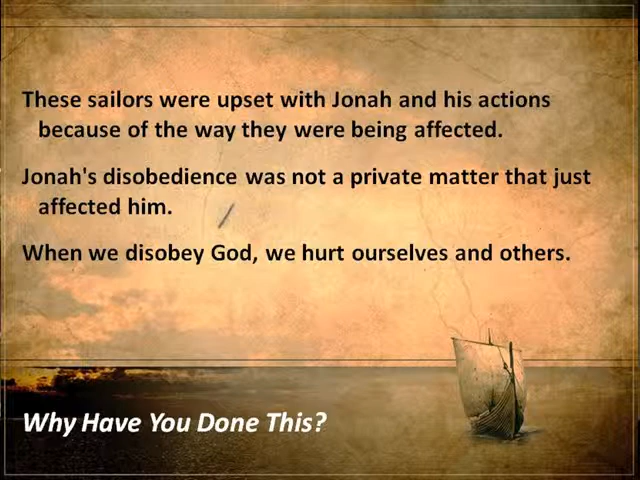 These sailors were upset with Jonah and his actions
because of the way they were being affected.
Jonah's disobedience was not a private matter that just
affected him.
When we disobey God, we hurt ourselves and others.
Why Have You Done This?